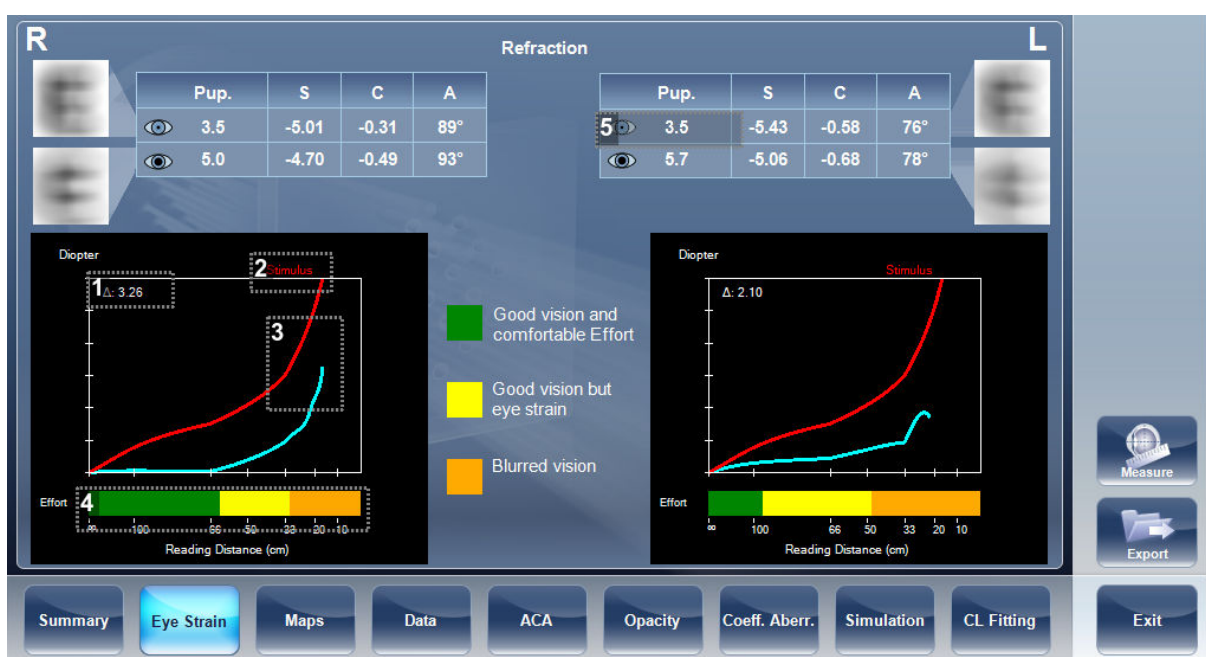 R
Refraction
L
Pup. S C A
3.5 -5.01 -0.31 89°
5.0 -4.70 -0.49 93°
Pup. S C A
5 3.5 -5.43 -0.58 76°
5.7 -5.06 -0.68 78°
Diopter
2 Stimulus
1 Δ: 3.26
3
Effort 4
∞ 100 66 50 33 20 10
Reading Distance (cm)
Good vision and
comfortable Effort
Good vision but
eye strain
Blurred vision
Diopter
Stimulus
Δ: 2.10
Effort
∞ 100 66 50 33 20 10
Reading Distance (cm)
Measure
Export
Summary
Eye Strain
Maps
Data
ACA
Opacity
Coeff. Aberr.
Simulation
CL Fitting
Exit